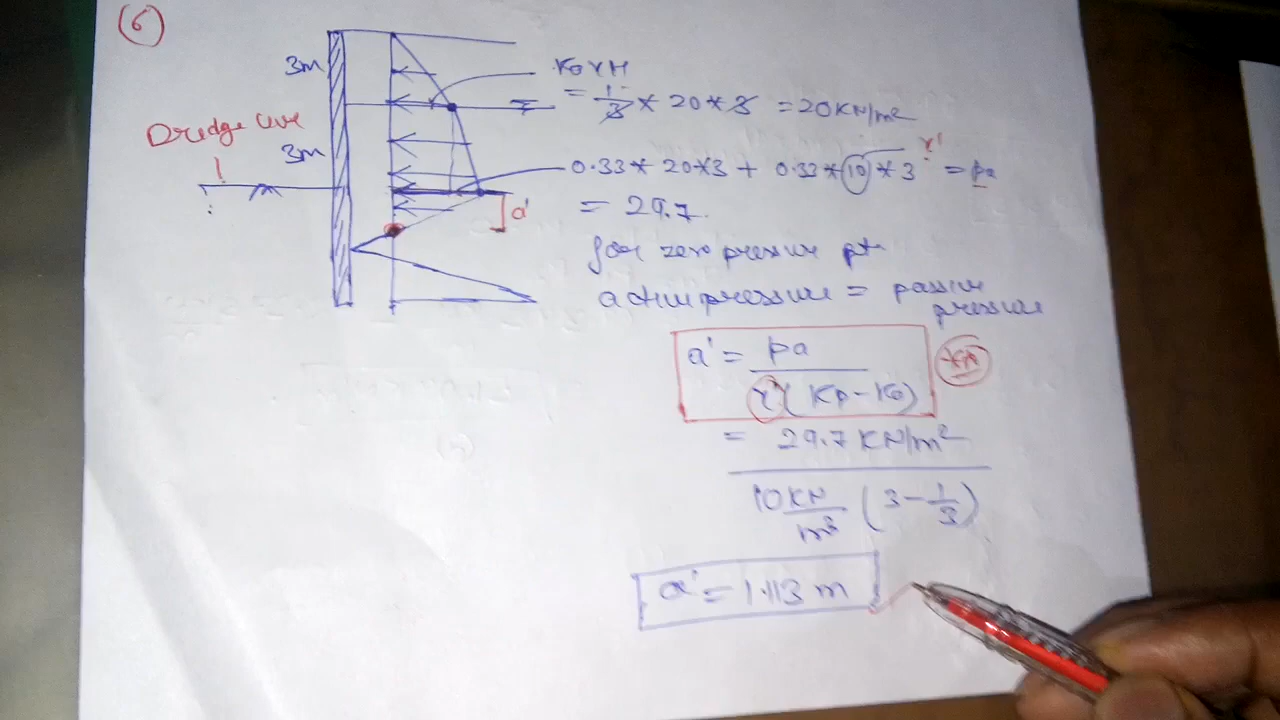 (6)
3m
Ka γ H
= 1/3 * 20 * 3 = 20 KN/m²
Dredge line
3m
γ'
0.33 * 20 * 3 + 0.33 * 10 * 3 = pa
a'
= 29.7
for zero pressure pt
active pressure = passive
pressure
a' = pa / γ' (Kp - Ka)
= 29.7 KN/m²
10 KN/m³ (3 - 1/3)
a' = 1.113 m